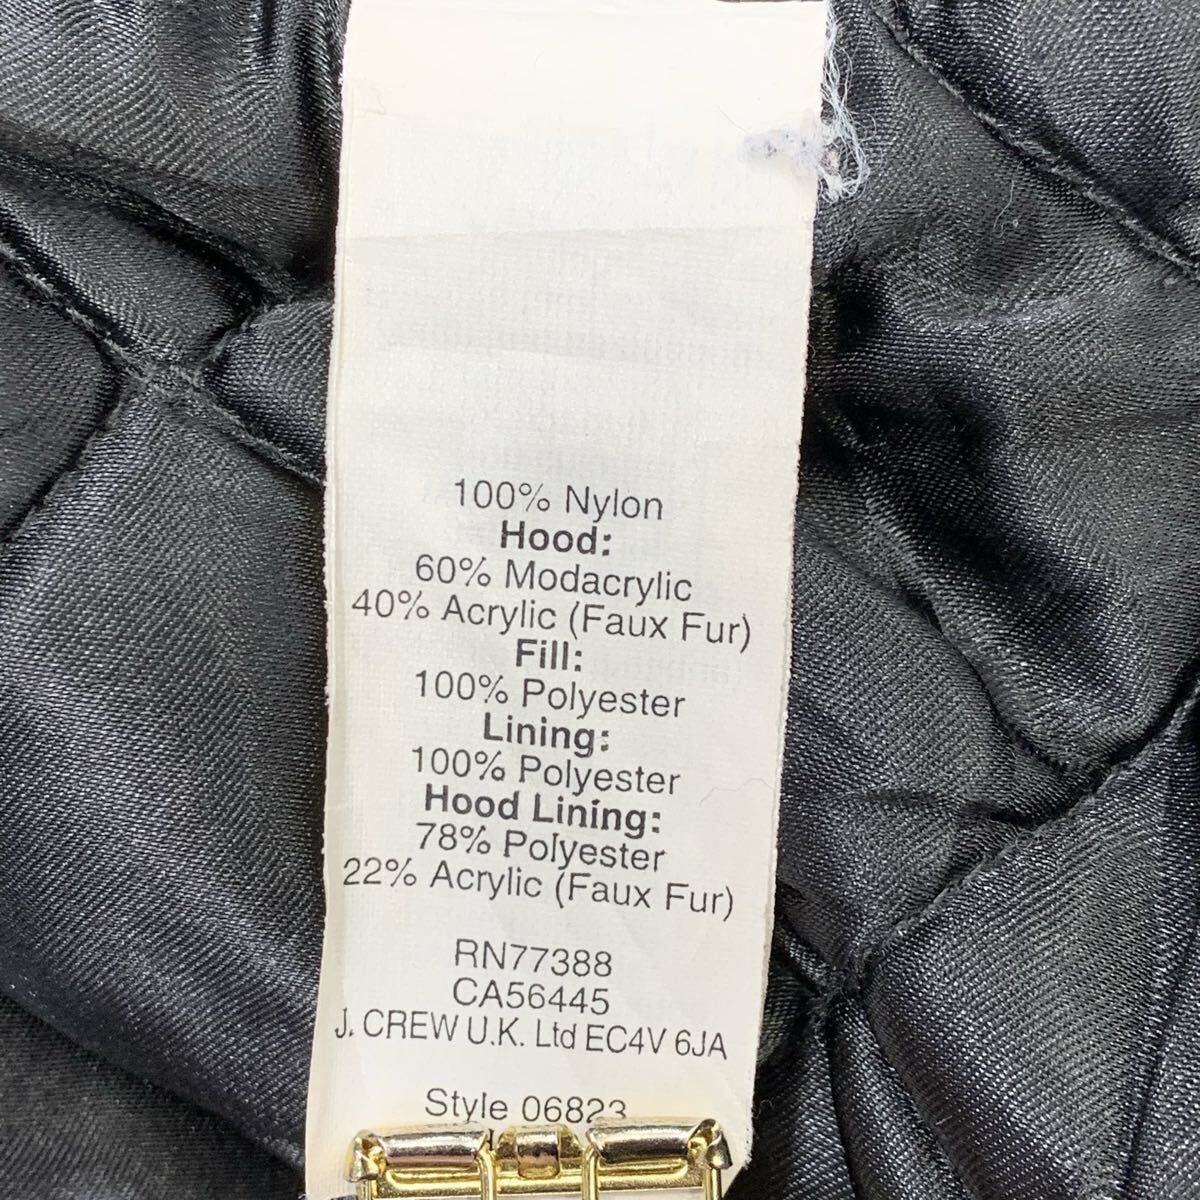 100% Nylon
Hood:
60% Modacrylic
40% Acrylic (Faux Fur)
Fill:
100% Polyester
Lining:
100% Polyester
Hood Lining:
78% Polyester
22% Acrylic (Faux Fur)
RN77388
CA56445
J. CREW U.K. Ltd EC4V 6JA
Style 06823